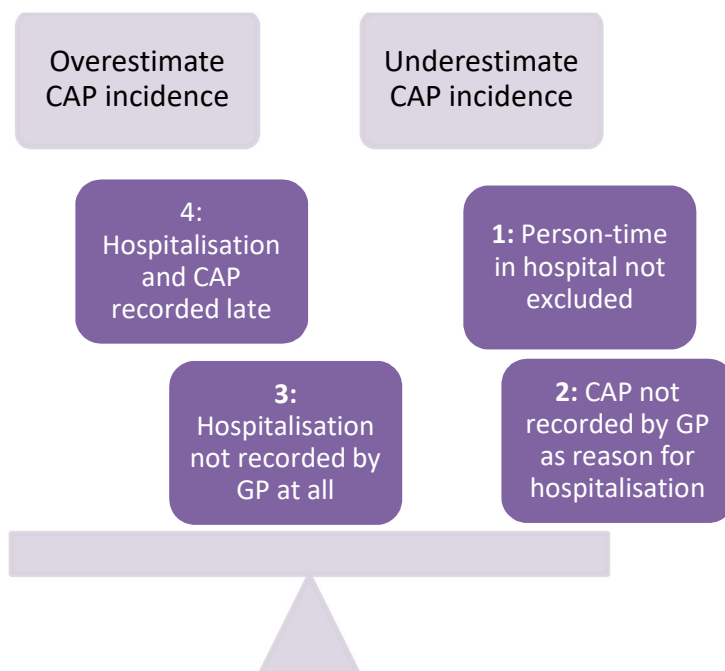 Overestimate
CAP incidence
Underestimate
CAP incidence
4:
Hospitalisation
and CAP
recorded late
1: Person-time
in hospital not
excluded
3:
Hospitalisation
not recorded by
GP at all
2: CAP not
recorded by GP
as reason for
hospitalisation